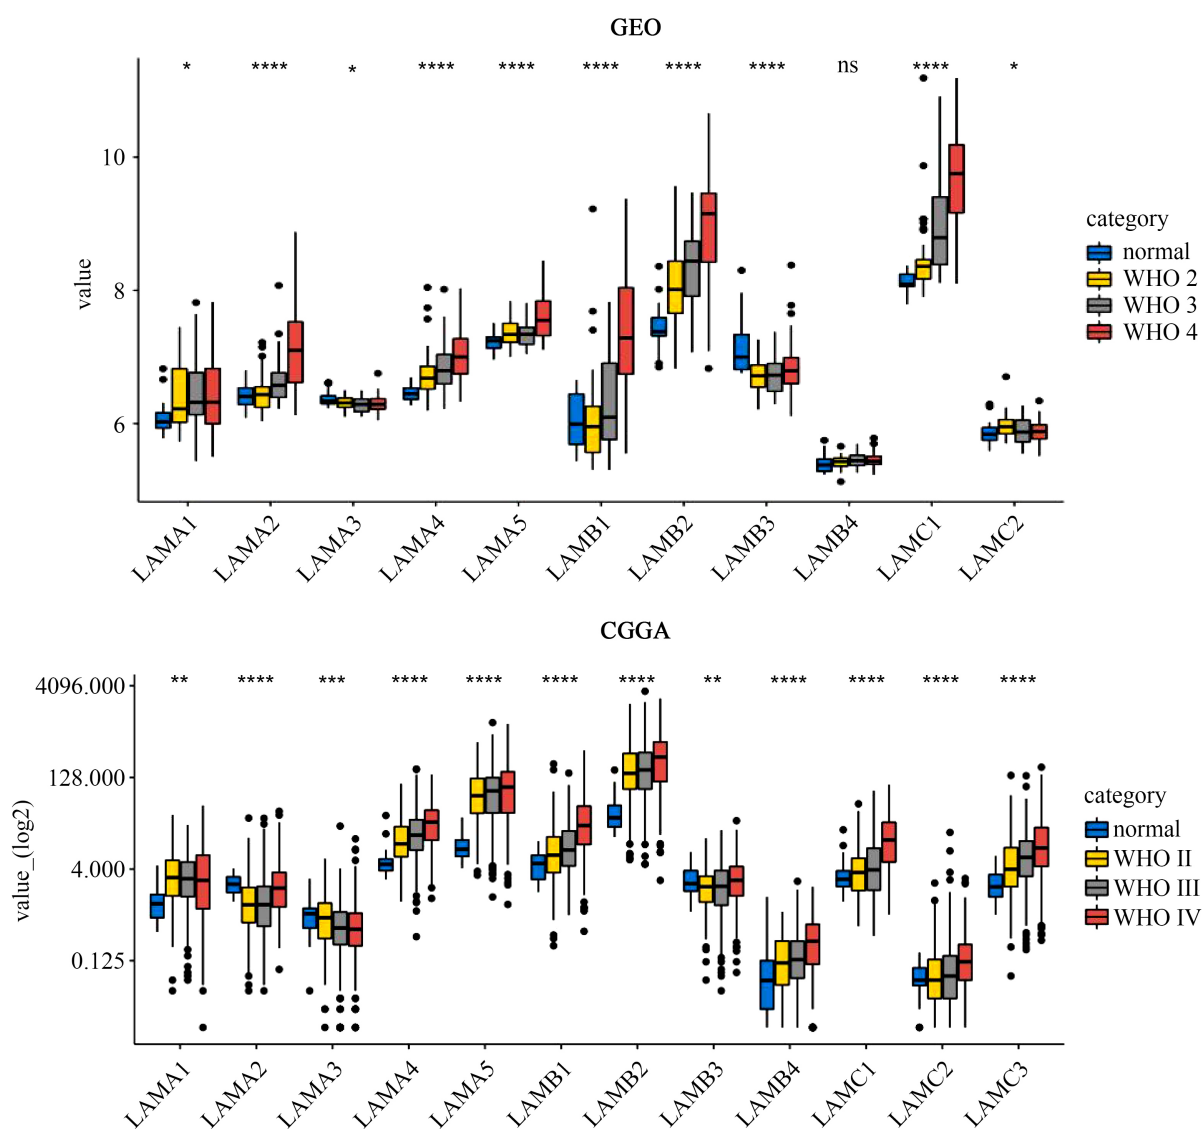 GEO
* **** * **** **** **** **** **** ns **** *
value
10
8
6
LAMA1 LAMA2 LAMA3 LAMA4 LAMA5 LAMB1 LAMB2 LAMB3 LAMB4 LAMC1 LAMC2
category
normal
WHO 2
WHO 3
WHO 4
CGGA
** **** *** **** **** **** **** ** **** **** **** ****
value_(log2)
4096.000
128.000
4.000
0.125
LAMA1 LAMA2 LAMA3 LAMA4 LAMA5 LAMB1 LAMB2 LAMB3 LAMB4 LAMC1 LAMC2 LAMC3
category
normal
WHO II
WHO III
WHO IV